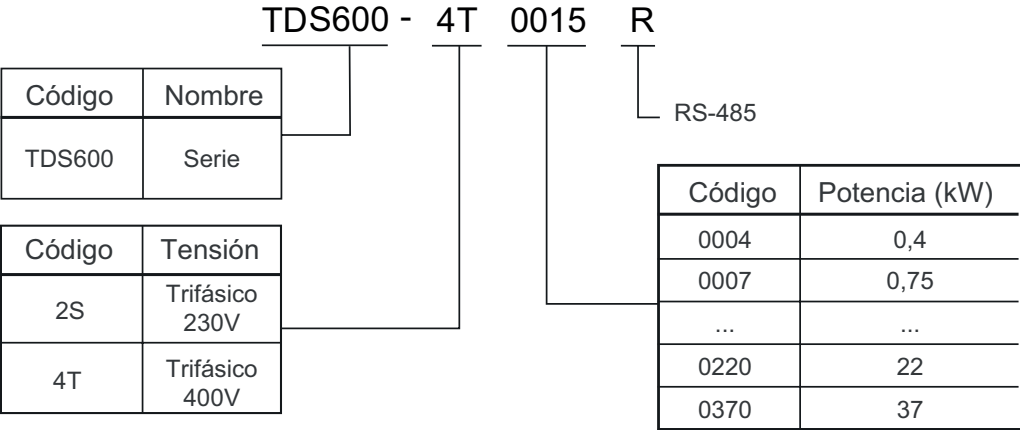 TDS600 - 4T 0015 R
Código Nombre
TDS600 Serie
RS-485
Código Tensión
2S Trifásico 230V
4T Trifásico 400V
Código Potencia (kW)
0004 0,4
0007 0,75
... ...
0220 22
0370 37